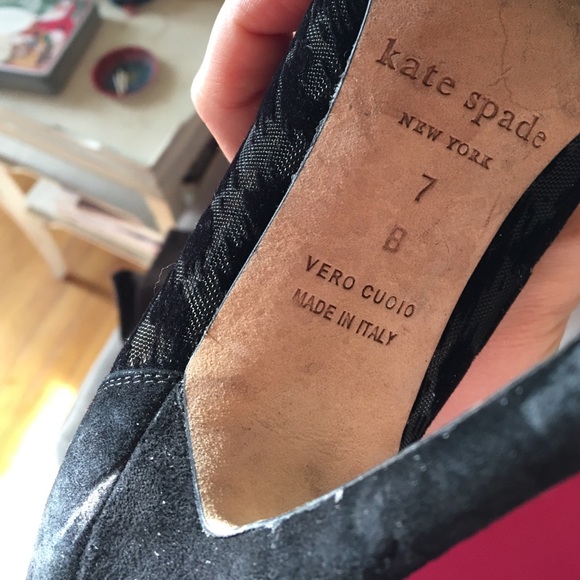 kate spade
NEW YORK
7
B
VERO CUOIO
MADE IN ITALY